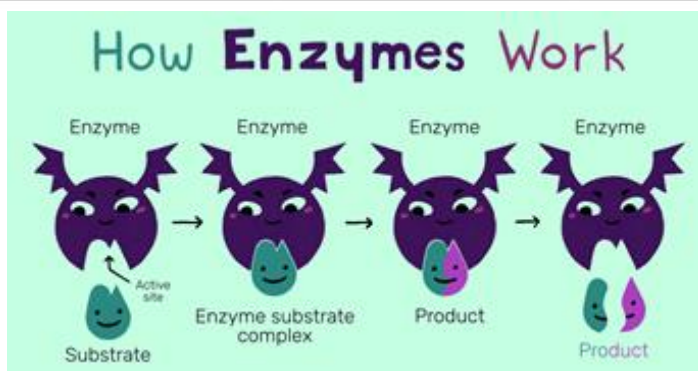 How Enzymes Work
Enzyme Enzyme Enzyme Enzyme
Active
site
Substrate
Enzyme substrate
complex
Product
Product